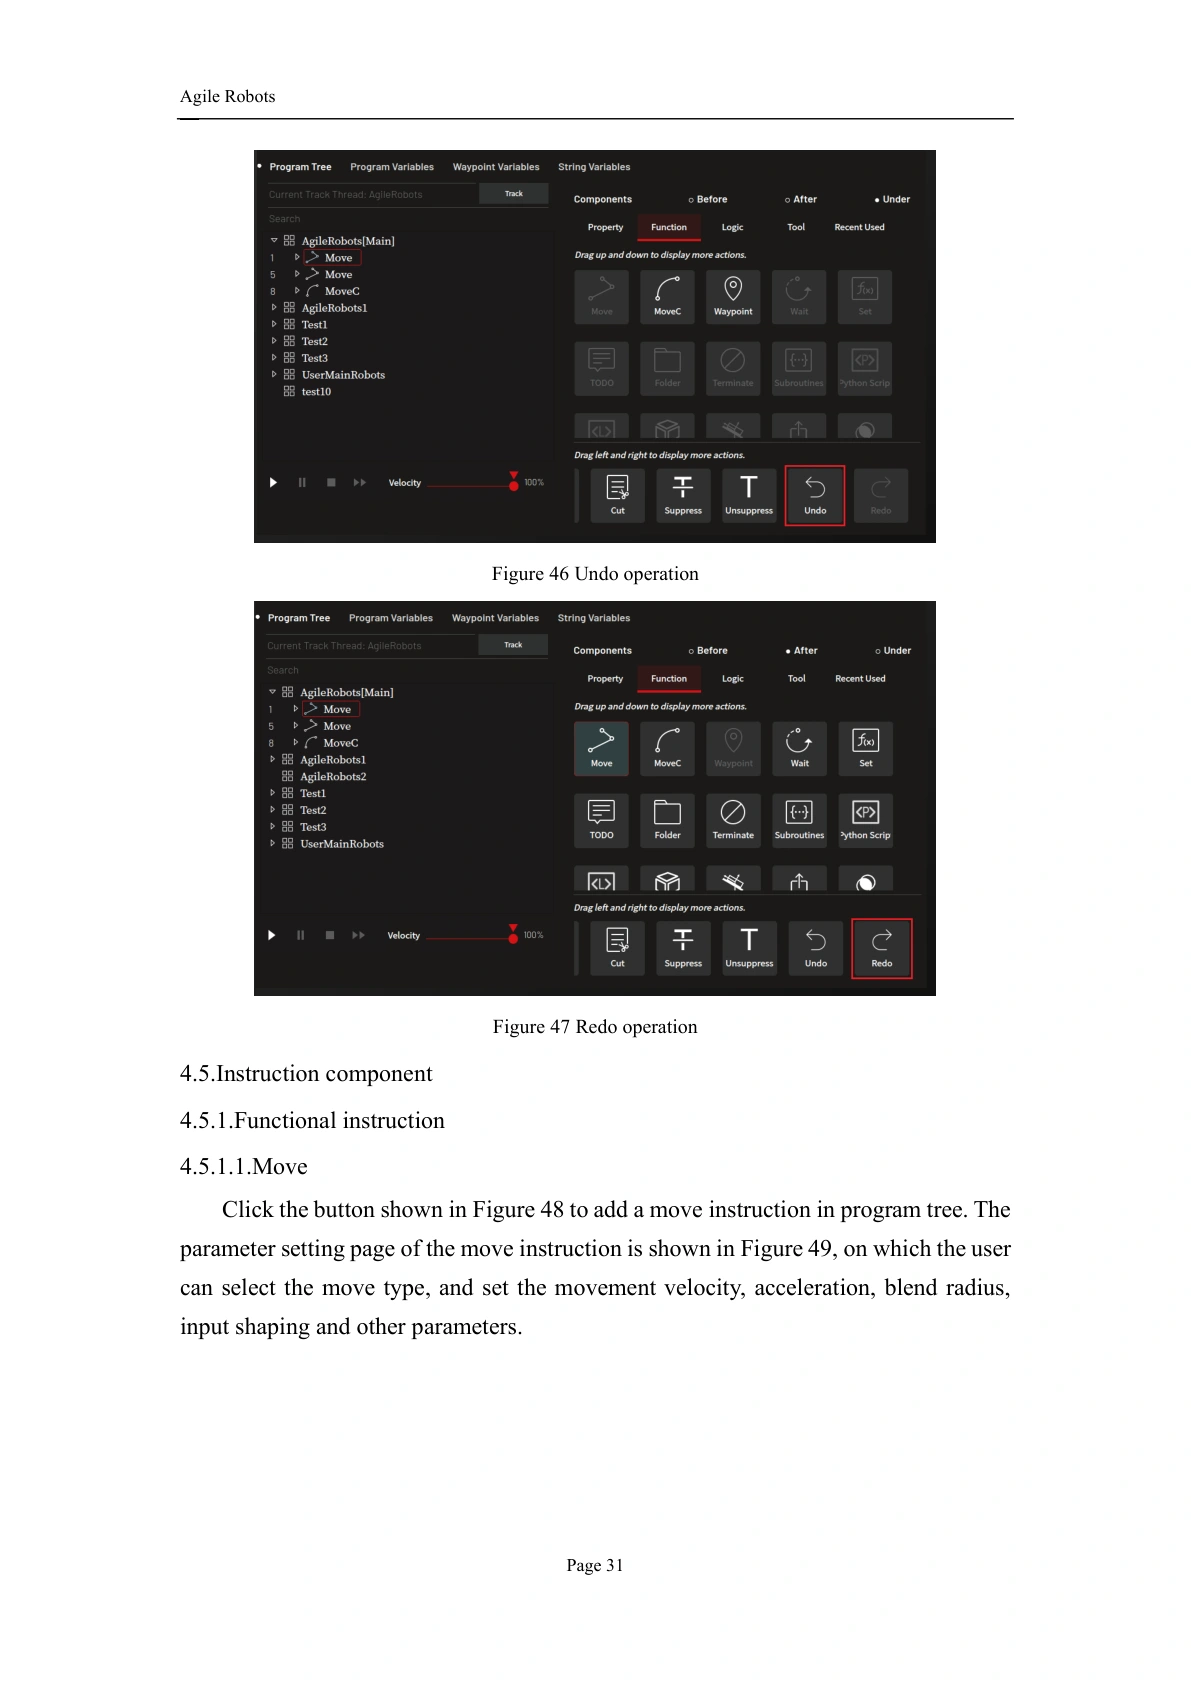 Agile Robots
Program Tree Program Variables Waypoint Variables String Variables
Current Track Thread: AgileRobots Track
Components Before After Under
Search
Property Function Logic Tool Recent Used
AgileRobots[Main]
Drag up and down to display more actions.
1 Move
5 Move
8 MoveC
AgileRobots1
Move MoveC Waypoint Wait Set
Test1
Test2
Test3
UserMainRobots
TODO Folder Terminate Subroutines Python Scrip
test10
Drag left and right to display more actions.
Velocity 100%
Cut Suppress Unsuppress Undo Redo
Figure 46 Undo operation
Program Tree Program Variables Waypoint Variables String Variables
Current Track Thread: AgileRobots Track
Components Before After Under
Search
Property Function Logic Tool Recent Used
AgileRobots[Main]
Drag up and down to display more actions.
1 Move
5 Move
8 MoveC
AgileRobots1
Move MoveC Waypoint Wait Set
AgileRobots2
Test1
Test2
Test3
TODO Folder Terminate Subroutines Python Scrip
UserMainRobots
Drag left and right to display more actions.
Velocity 100%
Cut Suppress Unsuppress Undo Redo
Figure 47 Redo operation
4.5.Instruction component
4.5.1.Functional instruction
4.5.1.1.Move
Click the button shown in Figure 48 to add a move instruction in program tree. The
parameter setting page of the move instruction is shown in Figure 49, on which the user
can select the move type, and set the movement velocity, acceleration, blend radius,
input shaping and other parameters.
Page 31